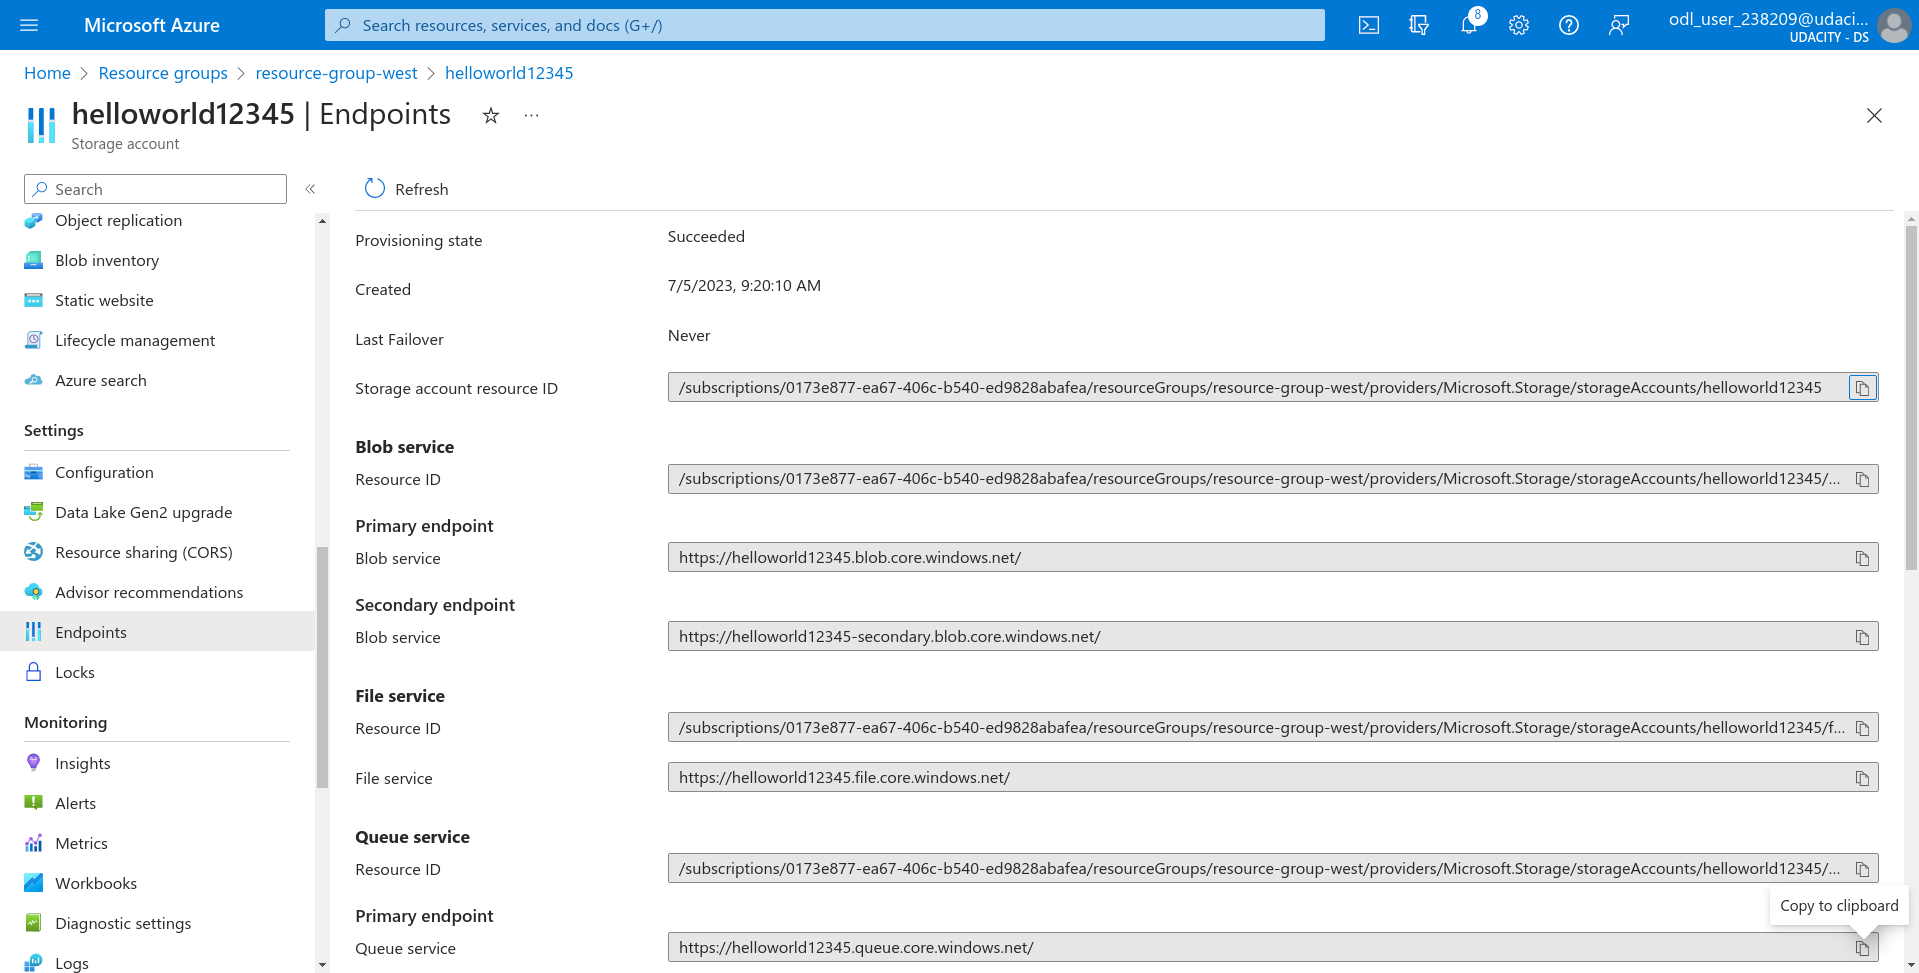 Microsoft Azure
Search resources, services, and docs (G+/)
8
odl_user_238209@udaci...
UDACITY - DS
Home > Resource groups > resource-group-west > helloworld12345
helloworld12345 | Endpoints
Storage account
Search
«
Object replication
Blob inventory
Static website
Lifecycle management
Azure search
Settings
Configuration
Data Lake Gen2 upgrade
Resource sharing (CORS)
Advisor recommendations
Endpoints
Locks
Monitoring
Insights
Alerts
Metrics
Workbooks
Diagnostic settings
Logs
Refresh
Provisioning state Succeeded
Created 7/5/2023, 9:20:10 AM
Last Failover Never
Storage account resource ID /subscriptions/0173e877-ea67-406c-b540-ed9828abafea/resourceGroups/resource-group-west/providers/Microsoft.Storage/storageAccounts/helloworld12345
Blob service
Resource ID /subscriptions/0173e877-ea67-406c-b540-ed9828abafea/resourceGroups/resource-group-west/providers/Microsoft.Storage/storageAccounts/helloworld12345/...
Primary endpoint
Blob service https://helloworld12345.blob.core.windows.net/
Secondary endpoint
Blob service https://helloworld12345-secondary.blob.core.windows.net/
File service
Resource ID /subscriptions/0173e877-ea67-406c-b540-ed9828abafea/resourceGroups/resource-group-west/providers/Microsoft.Storage/storageAccounts/helloworld12345/f...
File service https://helloworld12345.file.core.windows.net/
Queue service
Resource ID /subscriptions/0173e877-ea67-406c-b540-ed9828abafea/resourceGroups/resource-group-west/providers/Microsoft.Storage/storageAccounts/helloworld12345/...
Copy to clipboard
Primary endpoint
Queue service https://helloworld12345.queue.core.windows.net/